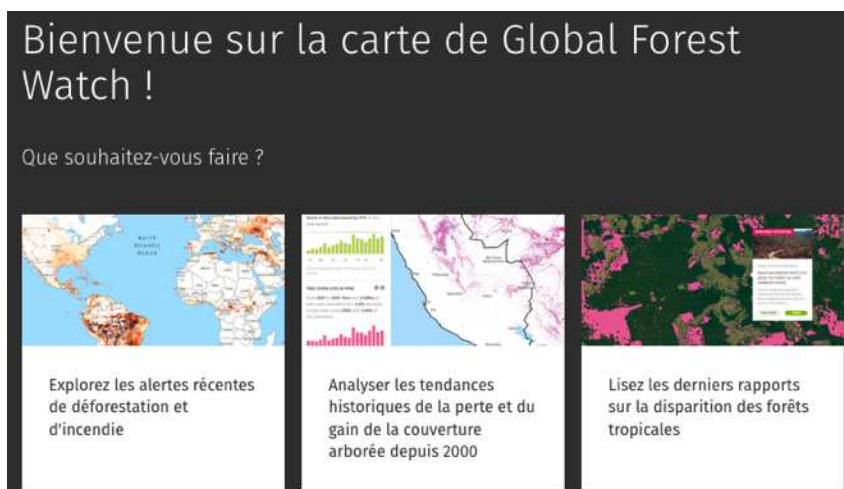 Bienvenue sur la carte de Global Forest
Watch !
Que souhaitez-vous faire ?
Explorez les alertes récentes
de déforestation et
d'incendie
Analyser les tendances
historiques de la perte et du
gain de la couverture
arborée depuis 2000
Lisez les derniers rapports
sur la disparition des forêts
tropicales